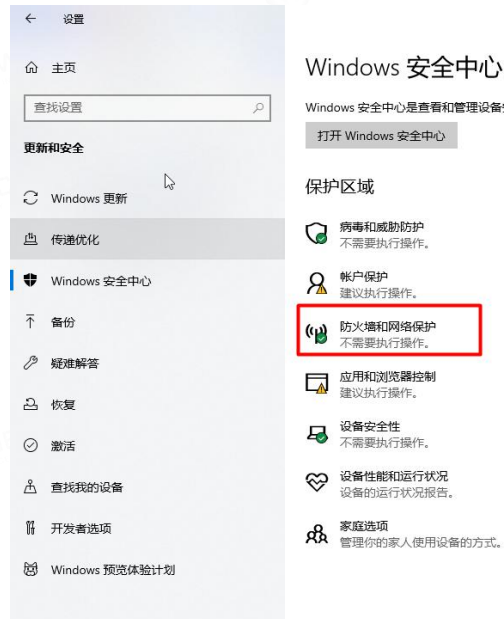 设置
主页
查找设置
更新和安全
Windows 更新
传递优化
Windows 安全中心
备份
疑难解答
恢复
激活
查找我的设备
开发者选项
Windows 预览体验计划
Windows 安全中心
Windows 安全中心是查看和管理设备
打开 Windows 安全中心
保护区域
病毒和威胁防护
不需要执行操作。
帐户保护
建议执行操作。
防火墙和网络保护
不需要执行操作。
应用和浏览器控制
建议执行操作。
设备安全性
不需要执行操作。
设备性能和运行状况
设备的运行状况报告。
家庭选项
管理你的家人使用设备的方式。